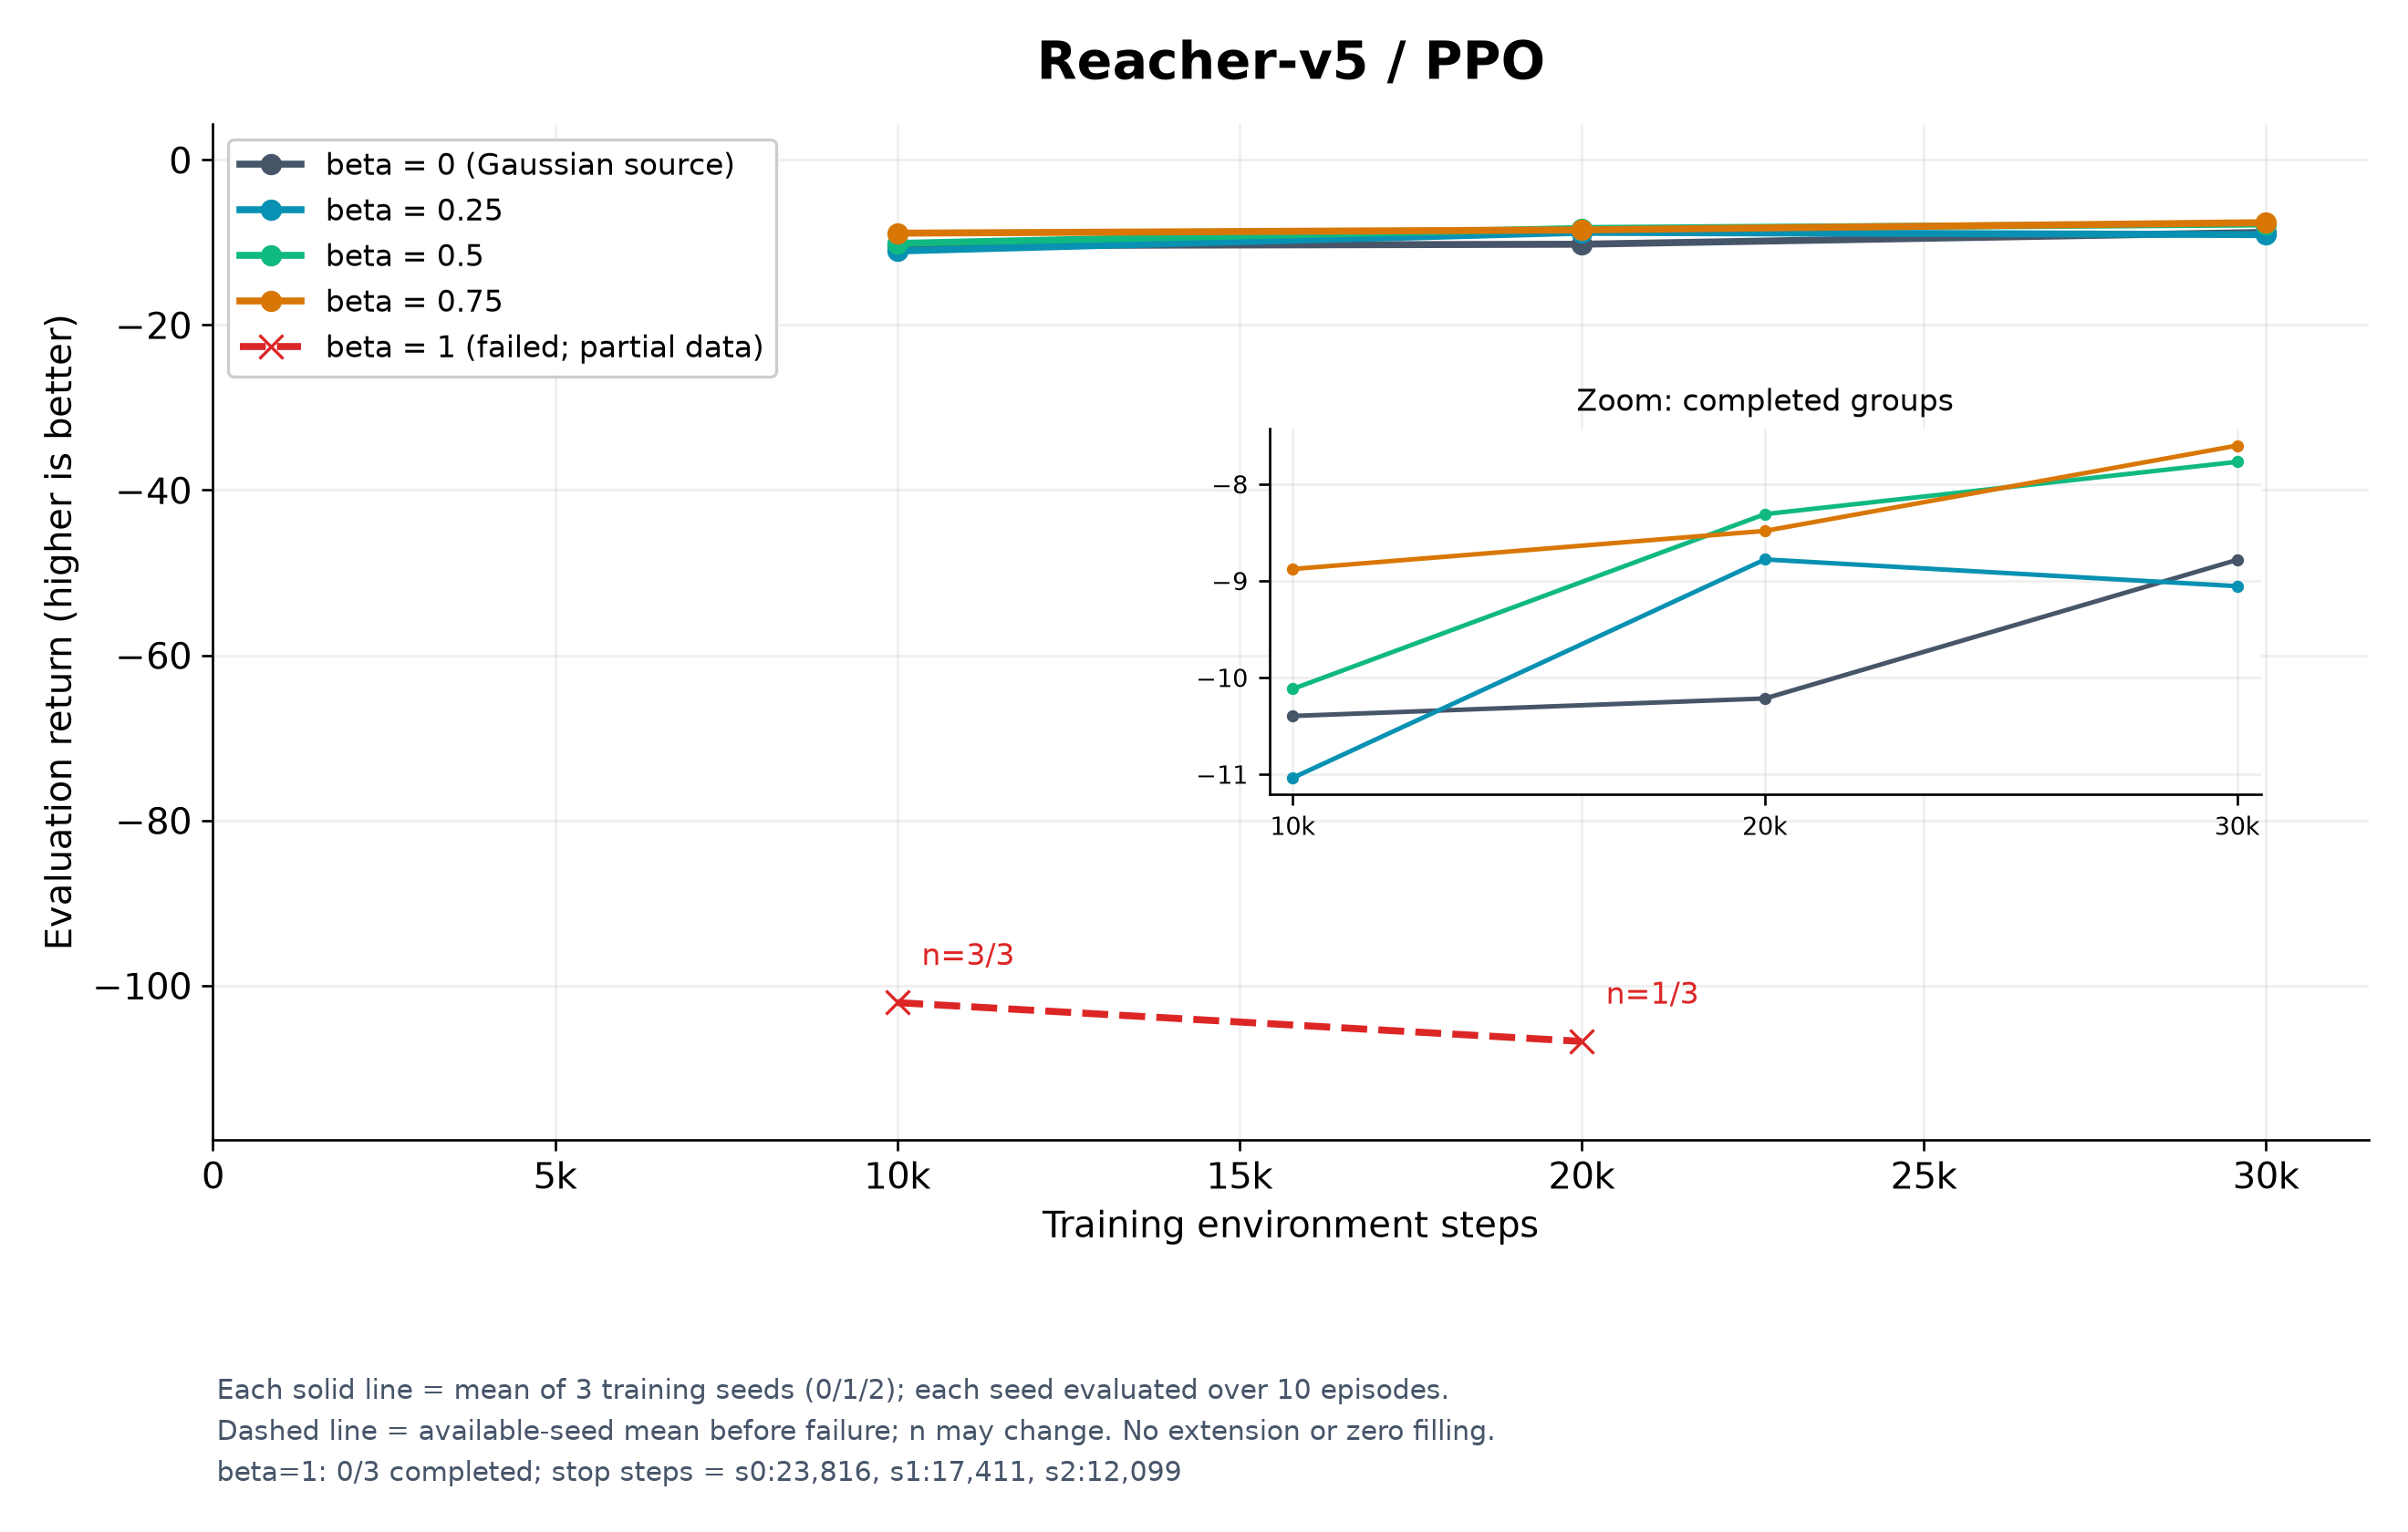 Reacher-v5 / PPO
beta = 0 (Gaussian source)
beta = 0.25
beta = 0.5
beta = 0.75
beta = 1 (failed; partial data)
Evaluation return (higher is better)
0
−20
−40
−60
−80
−100
Zoom: completed groups
−8
−9
−10
−11
10k
20k
30k
n=3/3
n=1/3
0
5k
10k
15k
20k
25k
30k
Training environment steps
Each solid line = mean of 3 training seeds (0/1/2); each seed evaluated over 10 episodes.
Dashed line = available-seed mean before failure; n may change. No extension or zero filling.
beta=1: 0/3 completed; stop steps = s0:23,816, s1:17,411, s2:12,099